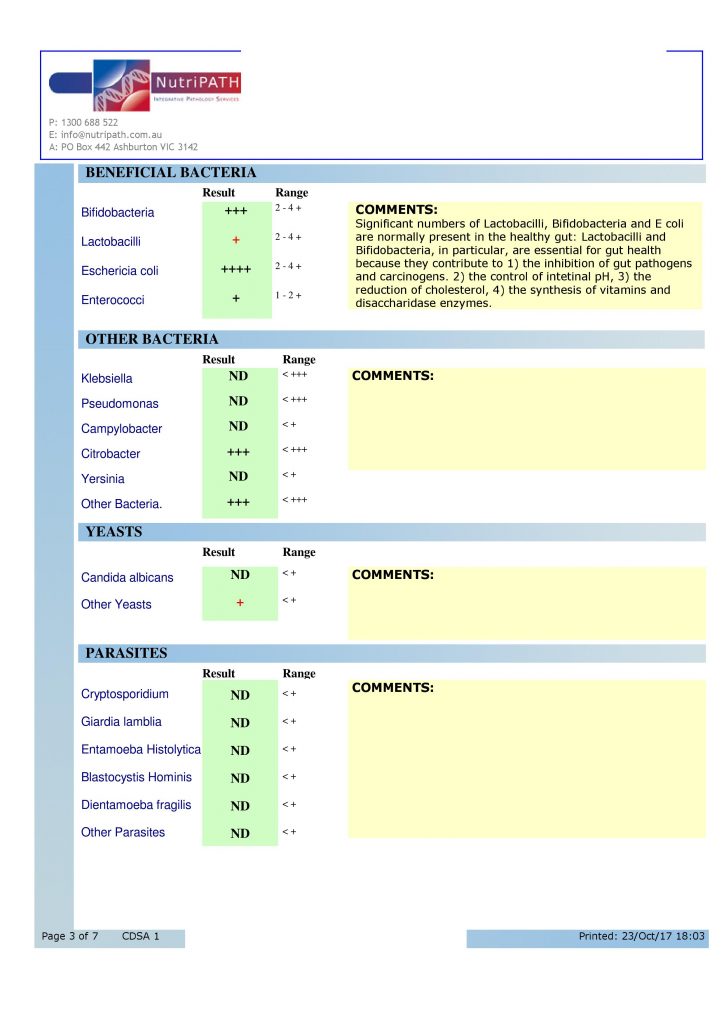 NUTRIPATH
INTEGRATIVE PATHOLOGY SERVICES
P: 1300 688 522
E: info@nutripath.com.au
A: PO Box 442 Ashburton VIC 3142
BENEFICIAL BACTERIA
Result Range
Bifidobacteria +++ 2 - 4 +
Lactobacilli + 2 - 4 +
Eschericia coli ++++ 2 - 4 +
Enterococci + 1 - 2 +
COMMENTS:
Significant numbers of Lactobacilli, Bifidobacteria and E coli
are normally present in the healthy gut: Lactobacilli and
Bifidobacteria, in particular, are essential for gut health
because they contribute to 1) the inhibition of gut pathogens
and carcinogens. 2) the control of intetinal pH, 3) the
reduction of cholesterol, 4) the synthesis of vitamins and
disaccharidase enzymes.
OTHER BACTERIA
Result Range
Klebsiella ND < +++
Pseudomonas ND < +++
Campylobacter ND < +
Citrobacter +++ < +++
Yersinia ND < +
Other Bacteria. +++ < +++
COMMENTS:
YEASTS
Result Range
Candida albicans ND < +
Other Yeasts + < +
COMMENTS:
PARASITES
Result Range
Cryptosporidium ND < +
Giardia lamblia ND < +
Entamoeba Histolytica ND < +
Blastocystis Hominis ND < +
Dientamoeba fragilis ND < +
Other Parasites ND < +
COMMENTS:
Page 3 of 7 CDSA 1 Printed: 23/Oct/17 18:03